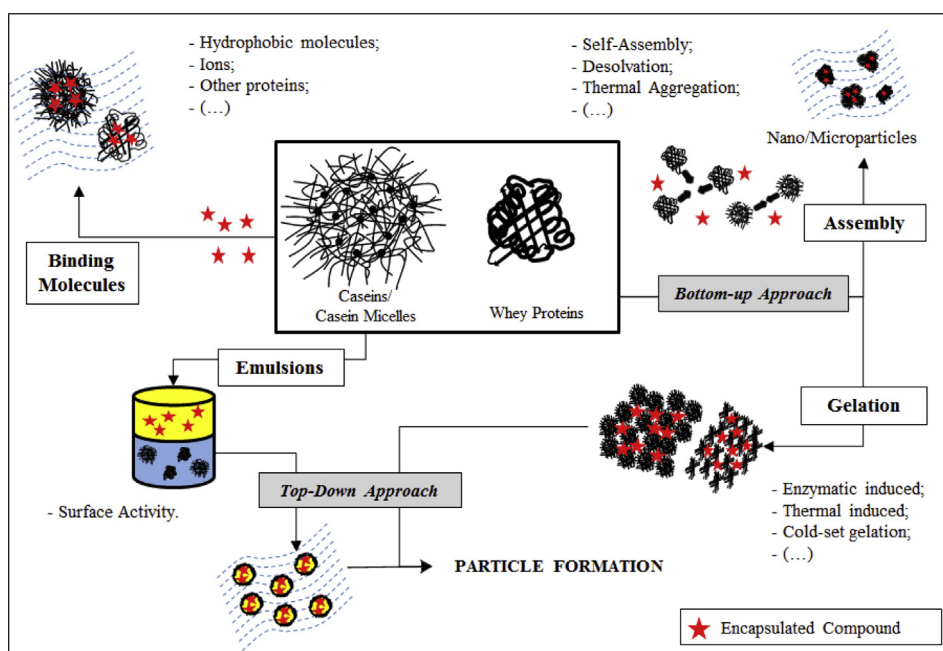 - Hydrophobic molecules;
- Ions;
- Other proteins;
- (...)
- Self-Assembly;
- Desolvation;
- Thermal Aggregation;
- (...)
Nano/Microparticles
Assembly
Binding
Molecules
Caseins/
Casein Micelles
Whey Proteins
Bottom-up Approach
Emulsions
Gelation
- Surface Activity.
Top-Down Approach
- Enzymatic induced;
- Thermal induced;
- Cold-set gelation;
- (...)
PARTICLE FORMATION
Encapsulated Compound